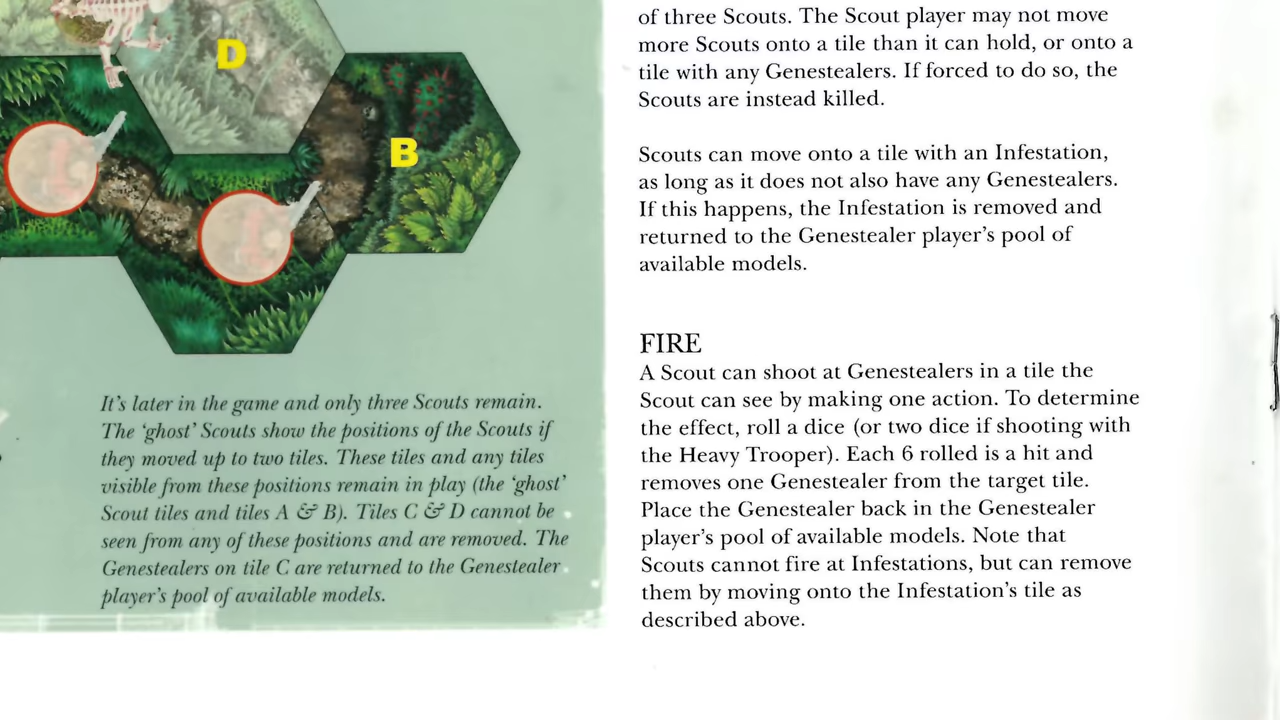 D
B
It's later in the game and only three Scouts remain.
The 'ghost' Scouts show the positions of the Scouts if
they moved up to two tiles. These tiles and any tiles
visible from these positions remain in play (the 'ghost'
Scout tiles and tiles A & B). Tiles C & D cannot be
seen from any of these positions and are removed. The
Genestealers on tile C are returned to the Genestealer
player's pool of available models.
of three Scouts. The Scout player may not move
more Scouts onto a tile than it can hold, or onto a
tile with any Genestealers. If forced to do so, the
Scouts are instead killed.
Scouts can move onto a tile with an Infestation,
as long as it does not also have any Genestealers.
If this happens, the Infestation is removed and
returned to the Genestealer player's pool of
available models.
FIRE
A Scout can shoot at Genestealers in a tile the
Scout can see by making one action. To determine
the effect, roll a dice (or two dice if shooting with
the Heavy Trooper). Each 6 rolled is a hit and
removes one Genestealer from the target tile.
Place the Genestealer back in the Genestealer
player's pool of available models. Note that
Scouts cannot fire at Infestations, but can remove
them by moving onto the Infestation's tile as
described above.